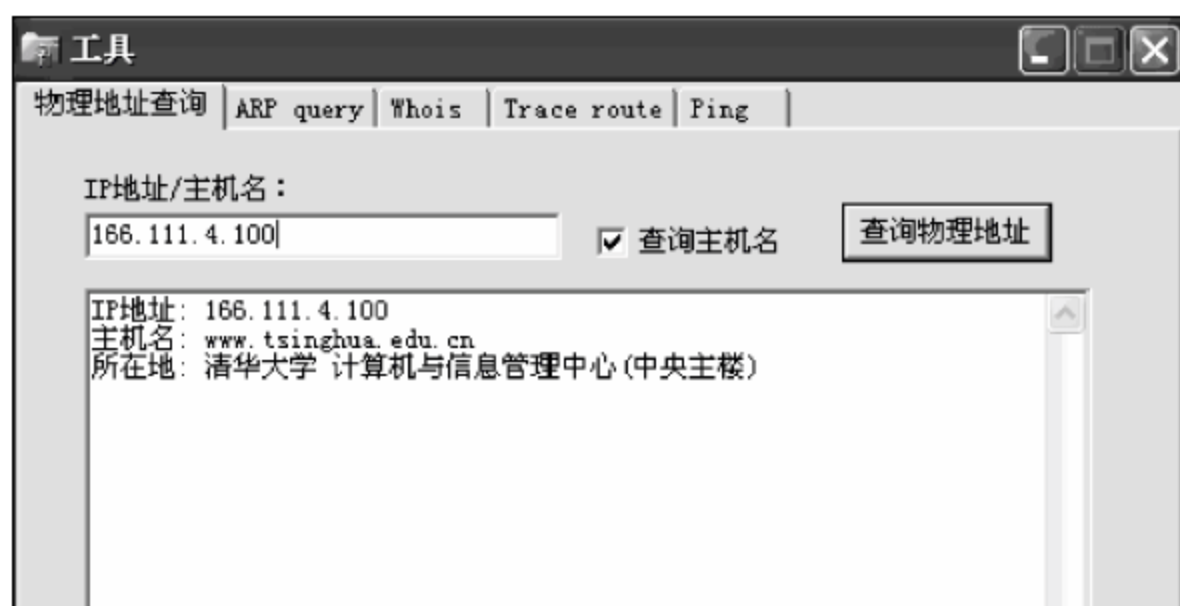 工具
物理地址查询 ARP query Whois Trace route Ping
IP地址/主机名：
166.111.4.100 查询主机名 查询物理地址
IP地址: 166.111.4.100
主机名: www.tsinghua.edu.cn
所在地: 清华大学 计算机与信息管理中心(中央主楼)